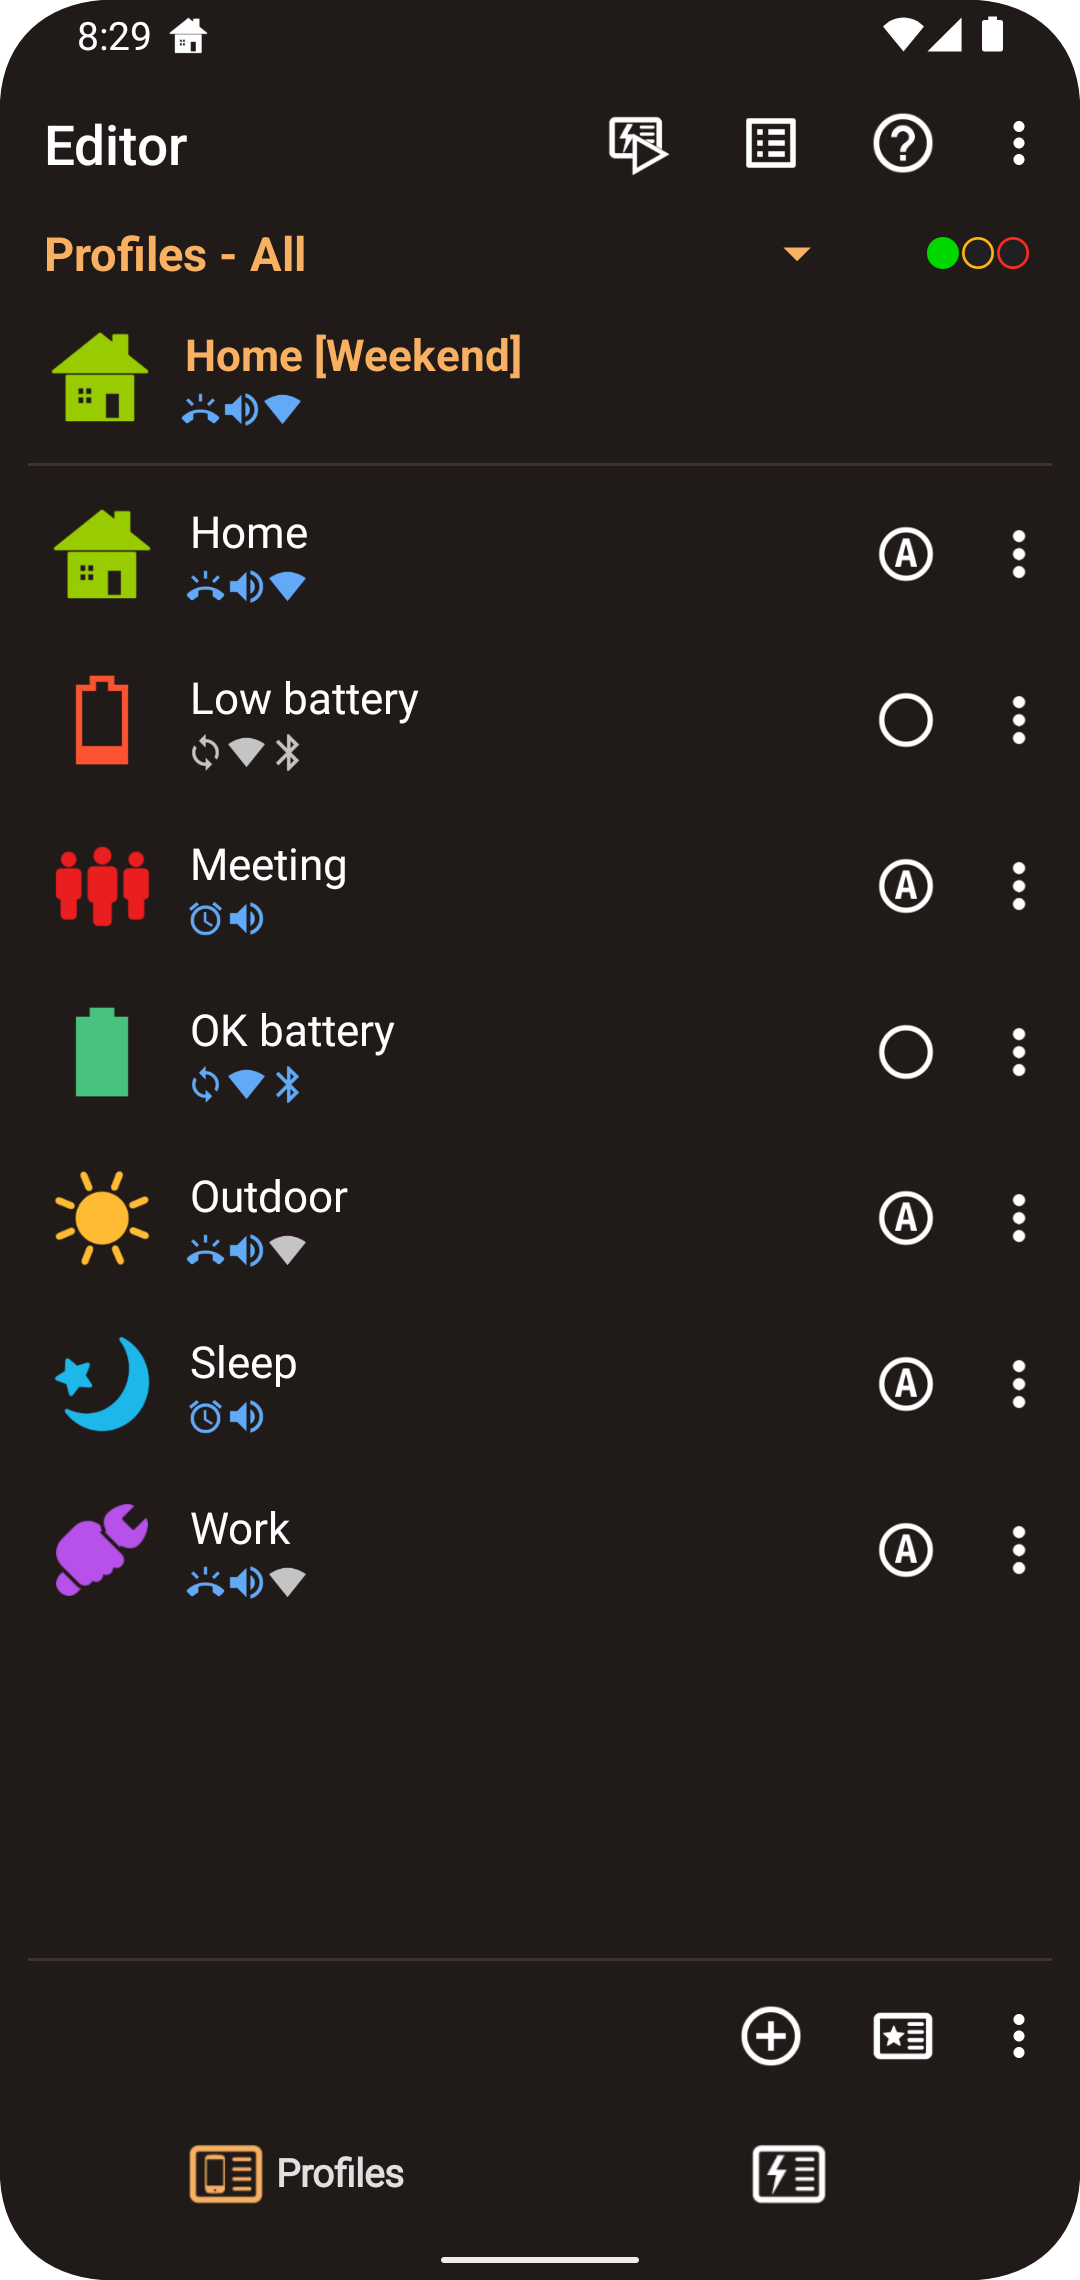 8:29
Editor
Profiles - All
Home [Weekend]
Home
A
Low battery
Meeting
A
OK battery
Outdoor
A
Sleep
A
Work
A
Profiles